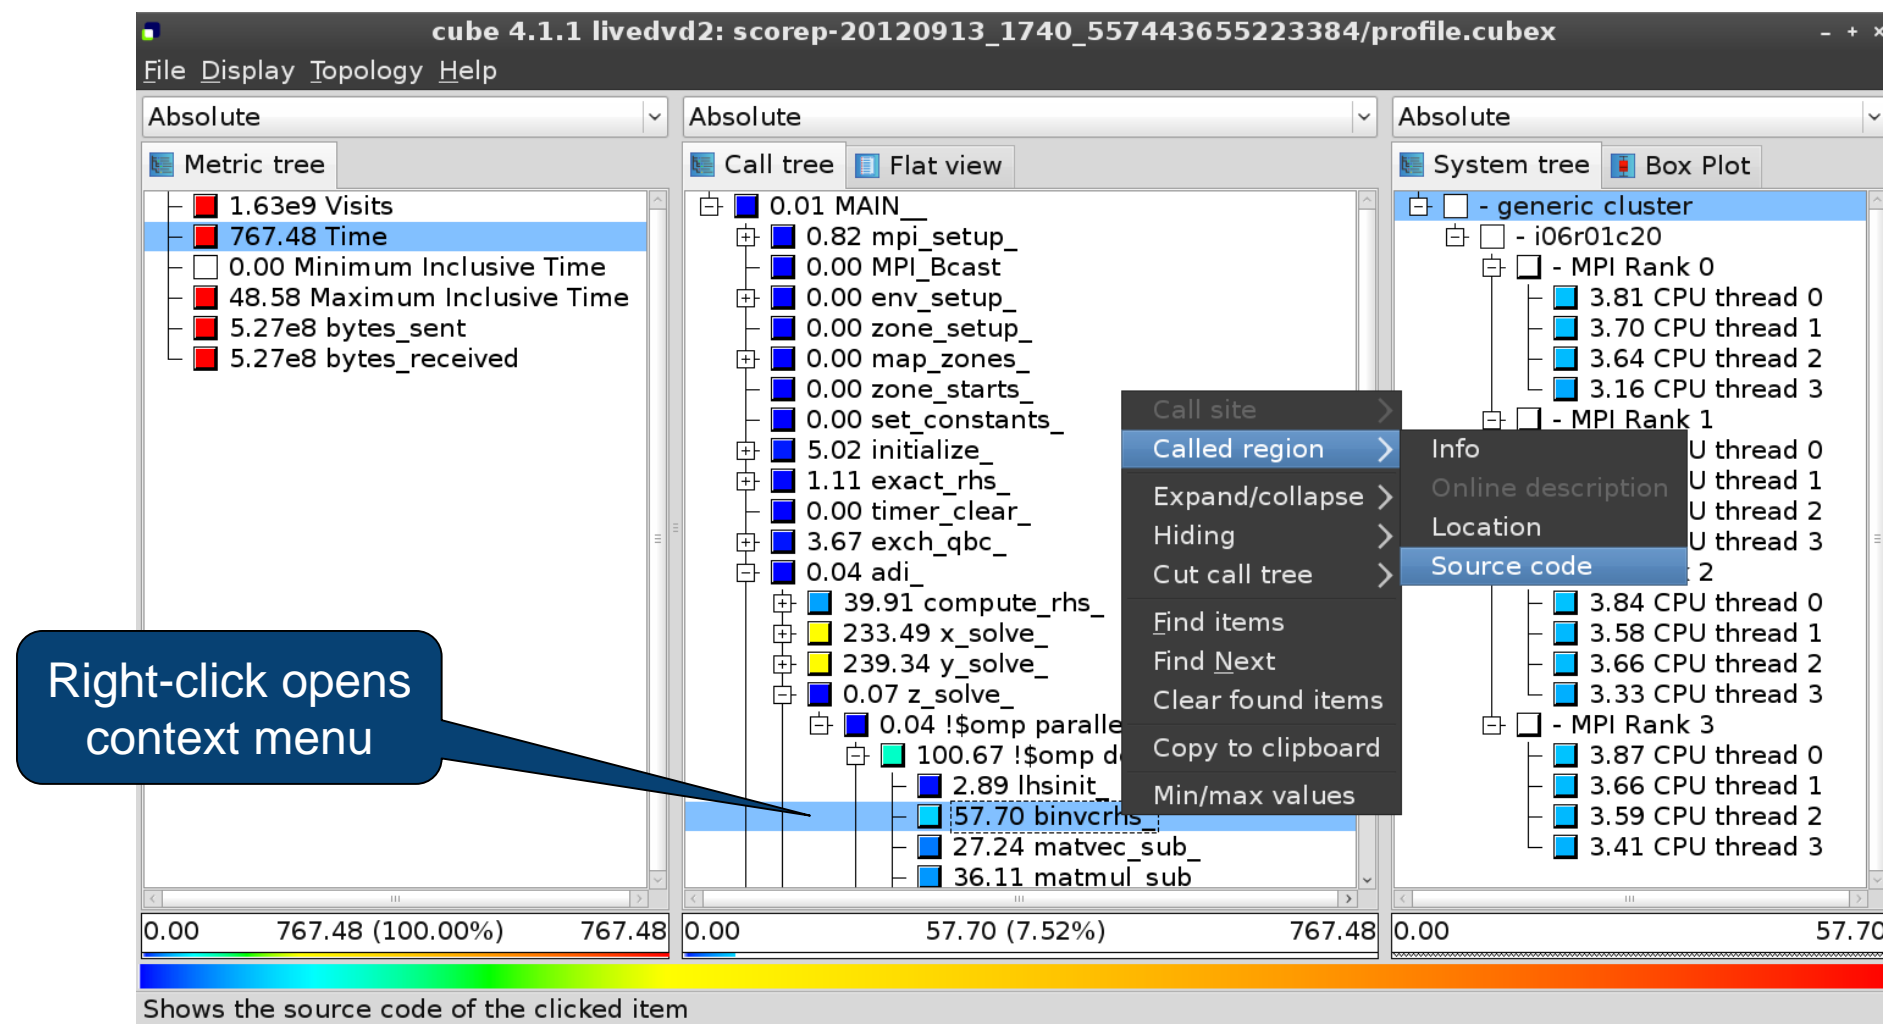 cube 4.1.1 livedvd2: scorep-20120913_1740_557443655223384/profile.cubex
File Display Topology Help
Absolute
Metric tree
1.63e9 Visits
767.48 Time
0.00 Minimum Inclusive Time
48.58 Maximum Inclusive Time
5.27e8 bytes_sent
5.27e8 bytes_received
0.00 767.48 (100.00%) 767.48
Absolute
Call tree Flat view
0.01 MAIN__
0.82 mpi_setup_
0.00 MPI_Bcast
0.00 env_setup_
0.00 zone_setup_
0.00 map_zones_
0.00 zone_starts_
0.00 set_constants_
5.02 initialize_
1.11 exact_rhs_
0.00 timer_clear_
3.67 exch_qbc_
0.04 adi_
39.91 compute_rhs_
233.49 x_solve_
239.34 y_solve_
0.07 z_solve_
0.04 !$omp paralle
100.67 !$omp d
2.89 lhsinit_
57.70 binvcrhs_
27.24 matvec_sub_
36.11 matmul_sub
0.00 57.70 (7.52%) 767.48
Call site
Called region
Expand/collapse
Hiding
Cut call tree
Find items
Find Next
Clear found items
Copy to clipboard
Min/max values
Info
Online description
Location
Source code
Absolute
System tree Box Plot
- generic cluster
- i06r01c20
- MPI Rank 0
3.81 CPU thread 0
3.70 CPU thread 1
3.64 CPU thread 2
3.16 CPU thread 3
- MPI Rank 1
U thread 0
U thread 1
U thread 2
U thread 3
2
3.84 CPU thread 0
3.58 CPU thread 1
3.66 CPU thread 2
3.33 CPU thread 3
- MPI Rank 3
3.87 CPU thread 0
3.66 CPU thread 1
3.59 CPU thread 2
3.41 CPU thread 3
0.00 57.70
Right-click opens
context menu
Shows the source code of the clicked item